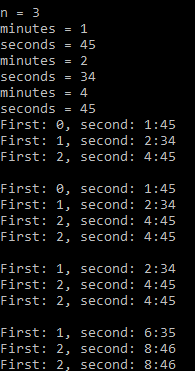 n = 3
minutes = 1
seconds = 45
minutes = 2
seconds = 34
minutes = 4
seconds = 45
First: 0, second: 1:45
First: 1, second: 2:34
First: 2, second: 4:45
First: 0, second: 1:45
First: 1, second: 2:34
First: 2, second: 4:45
First: 2, second: 4:45
First: 1, second: 2:34
First: 2, second: 4:45
First: 2, second: 4:45
First: 1, second: 6:35
First: 2, second: 8:46
First: 2, second: 8:46